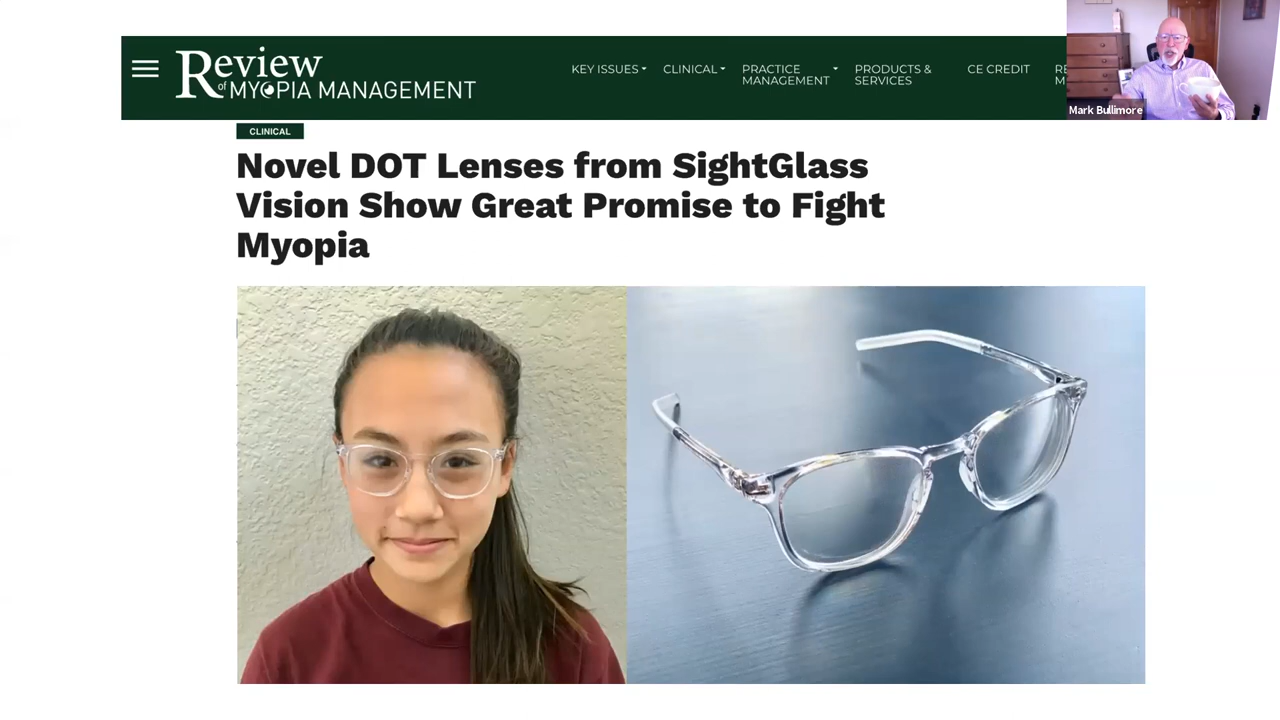 Review
of MYOPIA MANAGEMENT
KEY ISSUES
CLINICAL
PRACTICE
MANAGEMENT
PRODUCTS &
SERVICES
CE CREDIT
Mark Bullimore
CLINICAL
Novel DOT Lenses from SightGlass
Vision Show Great Promise to Fight
Myopia